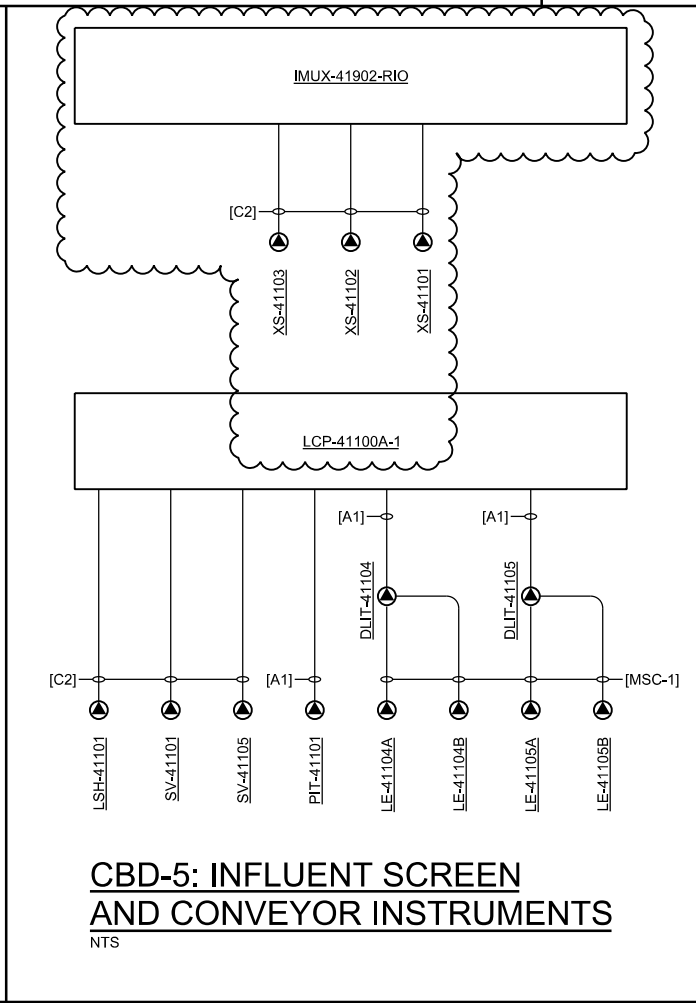 IMUX-41902-RIO
[C2]
XS-41103
XS-41102
XS-41101
LCP-41100A-1
[A1]
[A1]
DLIT-41104
DLIT-41105
[C2]
[A1]
[MSC-1]
LSH-41101
SV-41101
SV-41105
PIT-41101
LE-41104A
LE-41104B
LE-41105A
LE-41105B
CBD-5: INFLUENT SCREEN
AND CONVEYOR INSTRUMENTS
NTS